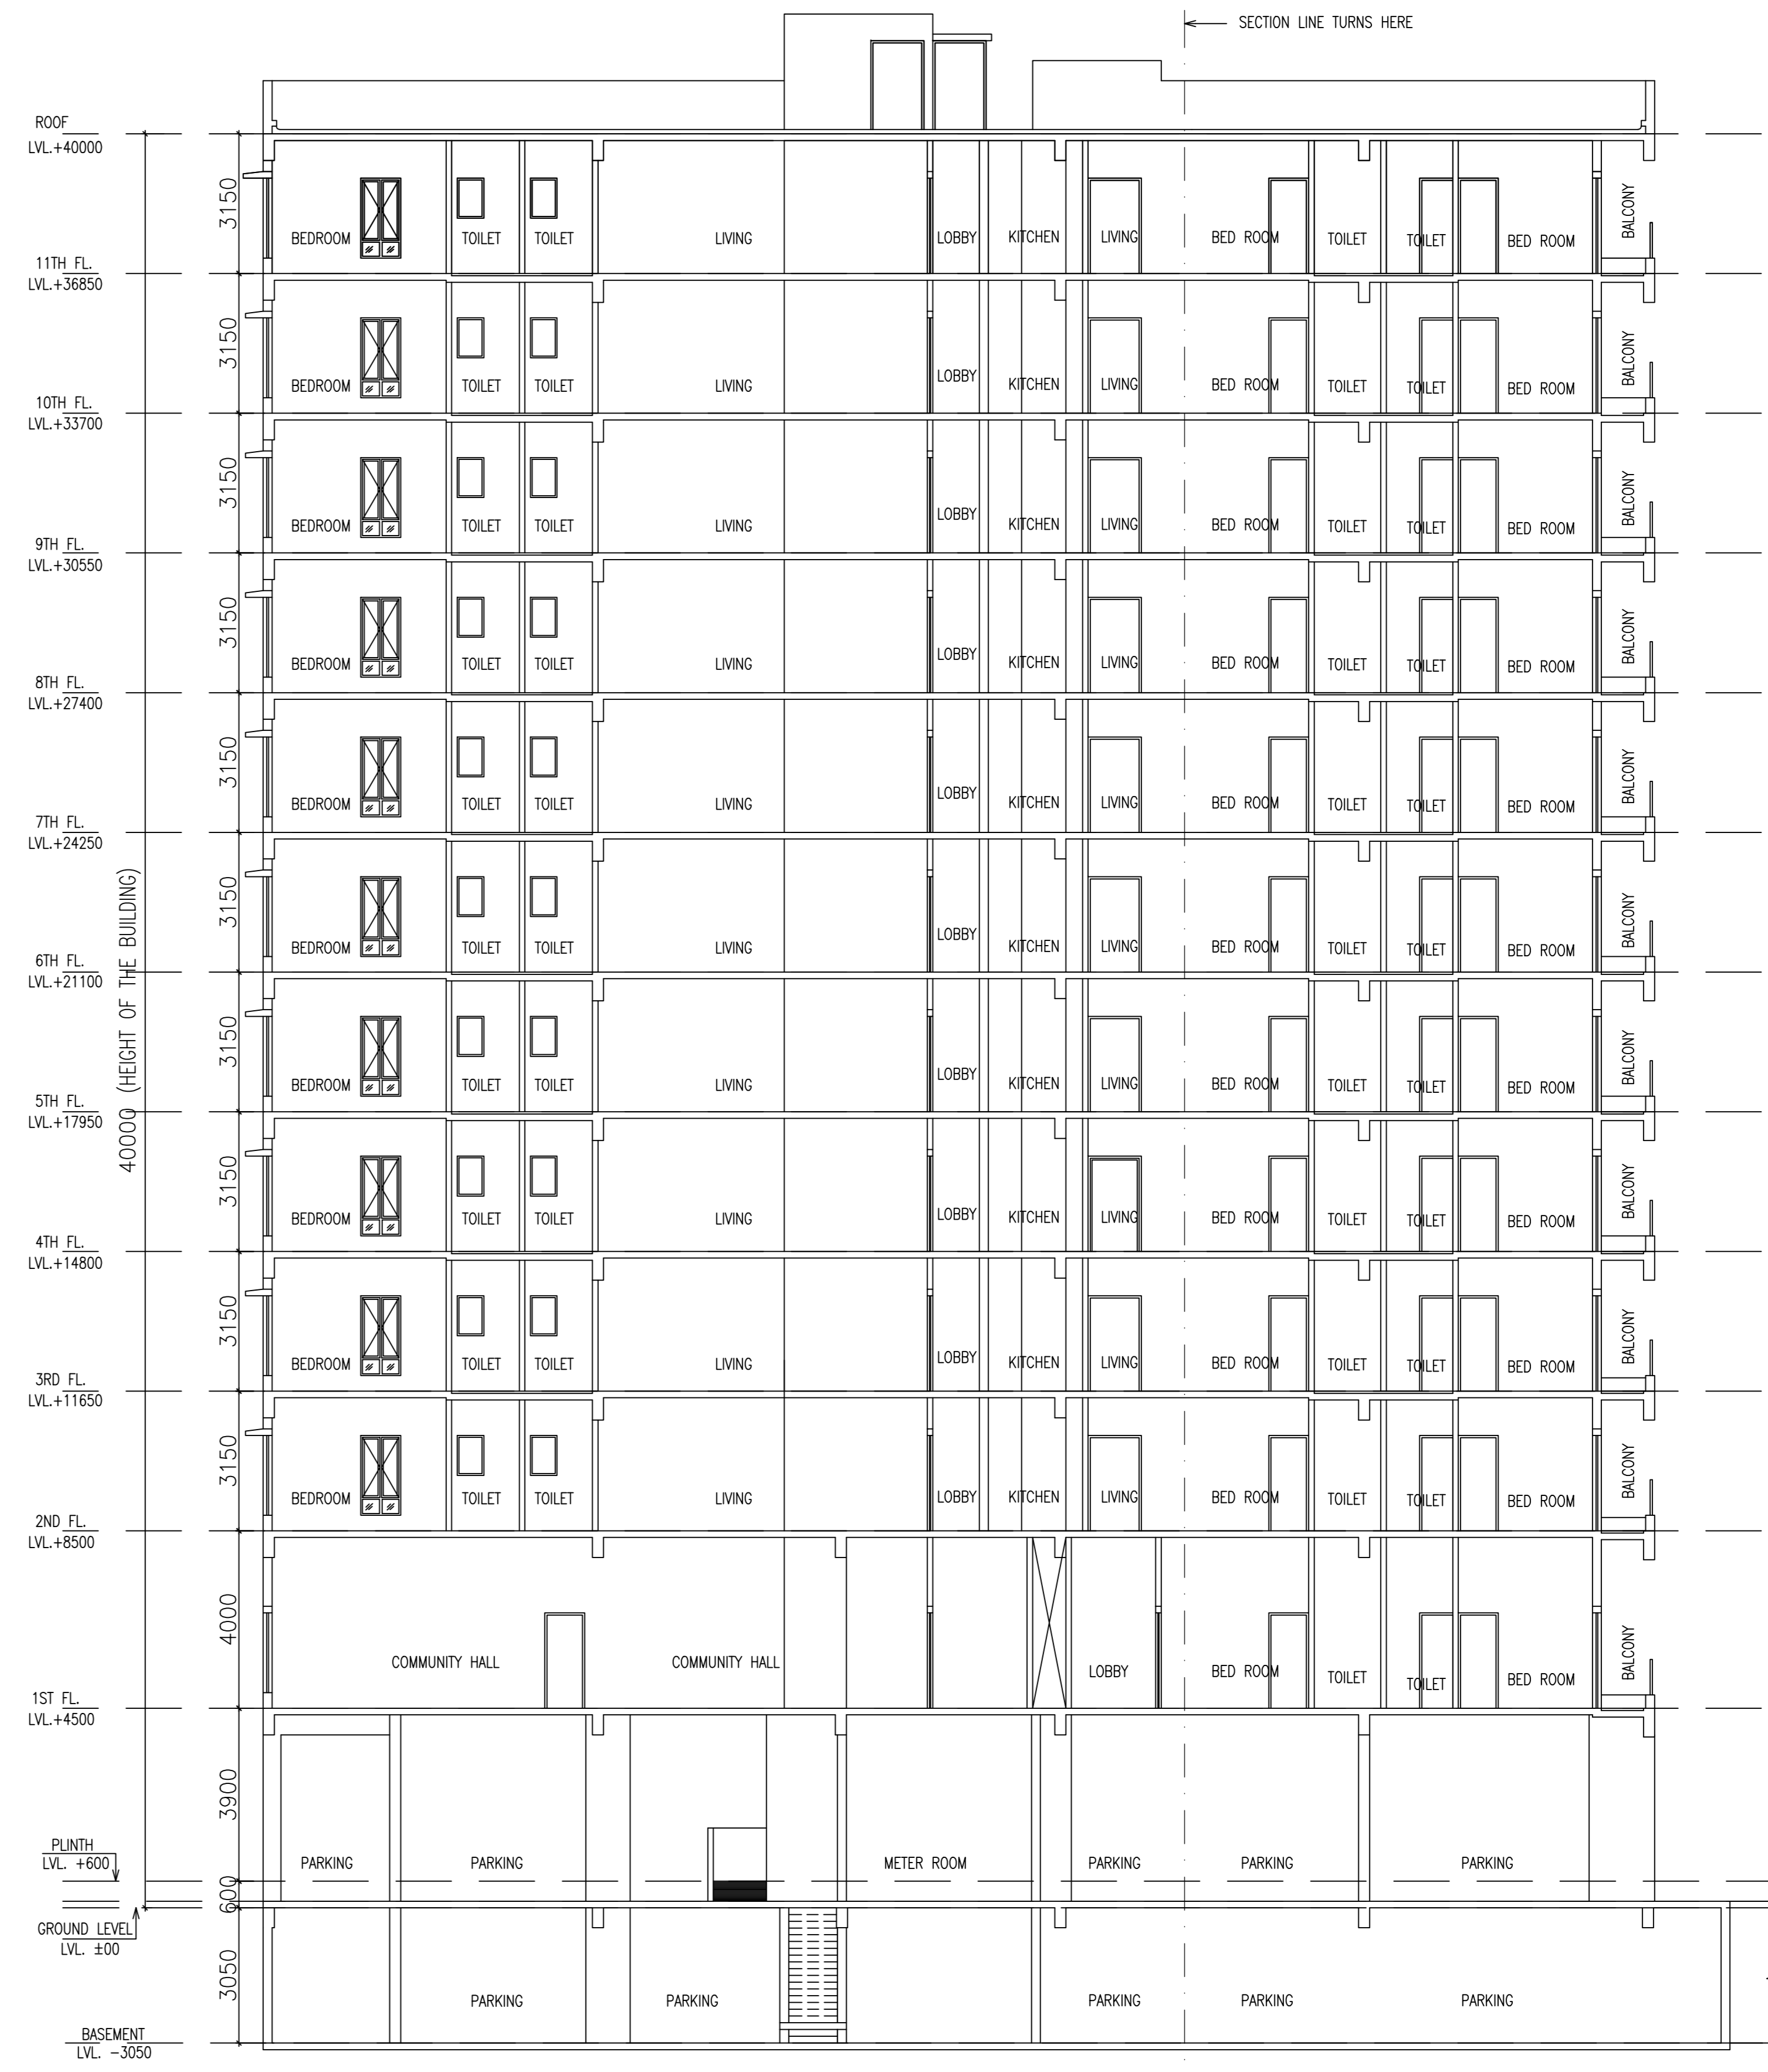 SECTION LINE TURNS HERE
ROOF
LVL.+40000
3150
BEDROOM TOILET TOILET LIVING LOBBY KITCHEN LIVING BED ROOM TOILET TOILET BED ROOM BALCONY
11TH FL.
LVL.+36850
3150
BEDROOM TOILET TOILET LIVING LOBBY KITCHEN LIVING BED ROOM TOILET TOILET BED ROOM BALCONY
10TH FL.
LVL.+33700
3150
BEDROOM TOILET TOILET LIVING LOBBY KITCHEN LIVING BED ROOM TOILET TOILET BED ROOM BALCONY
9TH FL.
LVL.+30550
3150
BEDROOM TOILET TOILET LIVING LOBBY KITCHEN LIVING BED ROOM TOILET TOILET BED ROOM BALCONY
8TH FL.
LVL.+27400
3150
BEDROOM TOILET TOILET LIVING LOBBY KITCHEN LIVING BED ROOM TOILET TOILET BED ROOM BALCONY
7TH FL.
LVL.+24250
40000 (HEIGHT OF THE BUILDING)
3150
BEDROOM TOILET TOILET LIVING LOBBY KITCHEN LIVING BED ROOM TOILET TOILET BED ROOM BALCONY
6TH FL.
LVL.+21100
3150
BEDROOM TOILET TOILET LIVING LOBBY KITCHEN LIVING BED ROOM TOILET TOILET BED ROOM BALCONY
5TH FL.
LVL.+17950
3150
BEDROOM TOILET TOILET LIVING LOBBY KITCHEN LIVING BED ROOM TOILET TOILET BED ROOM BALCONY
4TH FL.
LVL.+14800
3150
BEDROOM TOILET TOILET LIVING LOBBY KITCHEN LIVING BED ROOM TOILET TOILET BED ROOM BALCONY
3RD FL.
LVL.+11650
3150
BEDROOM TOILET TOILET LIVING LOBBY KITCHEN LIVING BED ROOM TOILET TOILET BED ROOM BALCONY
2ND FL.
LVL.+8500
4000
COMMUNITY HALL COMMUNITY HALL LOBBY BED ROOM TOILET TOILET BED ROOM BALCONY
1ST FL.
LVL.+4500
3900
PLINTH
LVL. +600
PARKING PARKING METER ROOM PARKING PARKING PARKING
600
GROUND LEVEL
LVL. ±00
3050
PARKING PARKING PARKING PARKING PARKING
BASEMENT
LVL. -3050